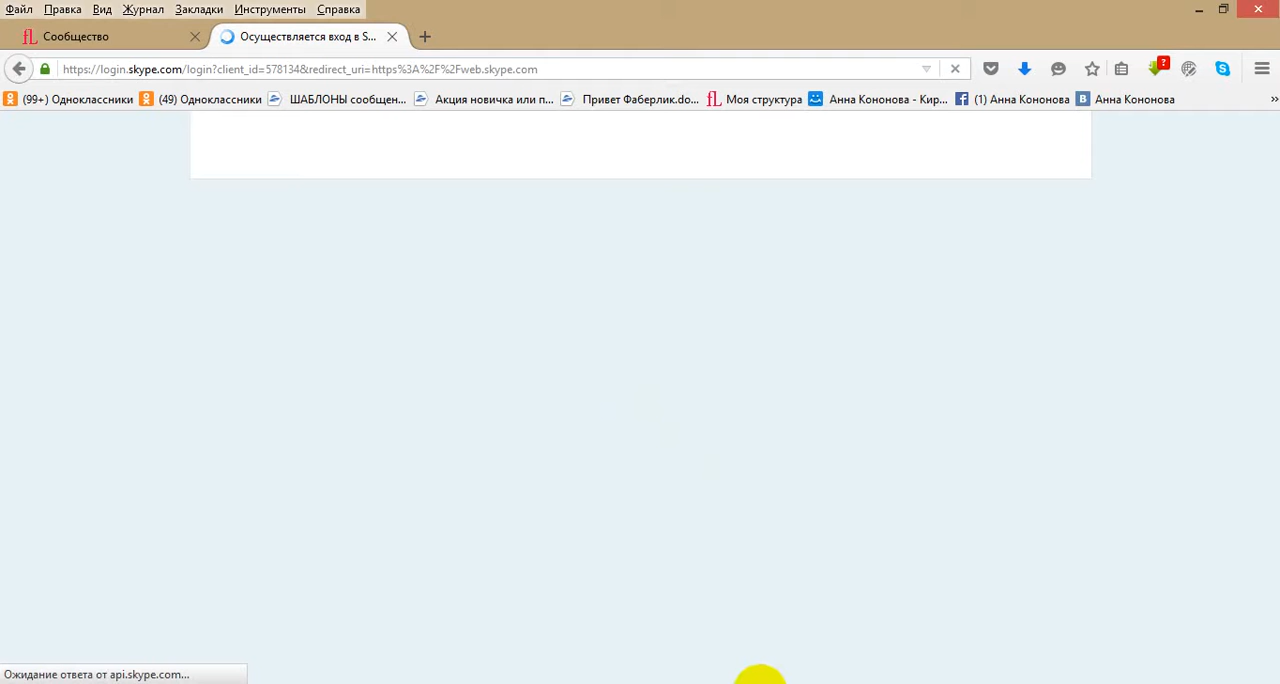 Файл Правка Вид Журнал Закладки Инструменты Справка
fL Сообщество Осуществляется вход в S...
https://login.skype.com/login?client_id=578134&redirect_uri=https%3A%2F%2Fweb.skype.com
(99+) Одноклассники (49) Одноклассники ШАБЛОНЫ сообщен... Акция новичка или п... Привет Фаберлик.do... fL Моя структура Анна Кононова - Кир... (1) Анна Кононова В Анна Кононова »
Ожидание ответа от api.skype.com...